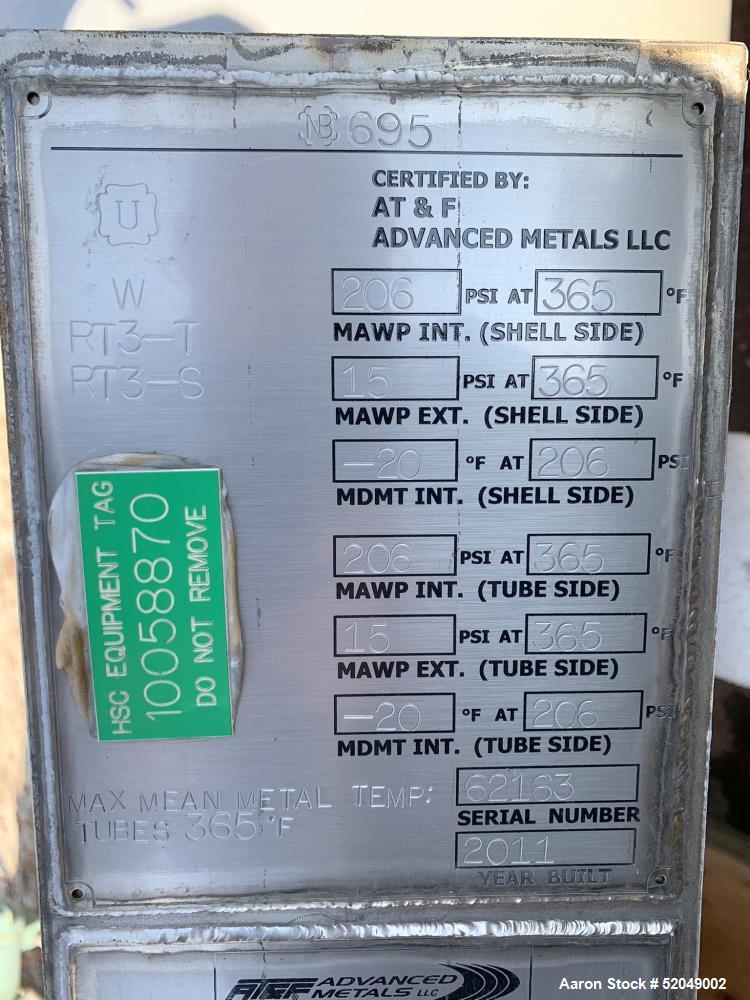 NB 695
U
W
RT3-T
RT3-S
CERTIFIED BY:
AT & F
ADVANCED METALS LLC
206 PSI AT 365 °F
MAWP INT. (SHELL SIDE)
15 PSI AT 365 °F
MAWP EXT. (SHELL SIDE)
-20 °F AT 206 PSI
MDMT INT. (SHELL SIDE)
206 PSI AT 365 °F
MAWP INT. (TUBE SIDE)
15 PSI AT 365 °F
MAWP EXT. (TUBE SIDE)
-20 °F AT 206 PSI
MDMT INT. (TUBE SIDE)
HSC EQUIPMENT TAG
10058870
DO NOT REMOVE
MAX MEAN METAL TEMP:
TUBES 365°F
62163
SERIAL NUMBER
2011
YEAR BUILT
AT&F® ADVANCED
METALS LLC
Aaron Stock # 52049002